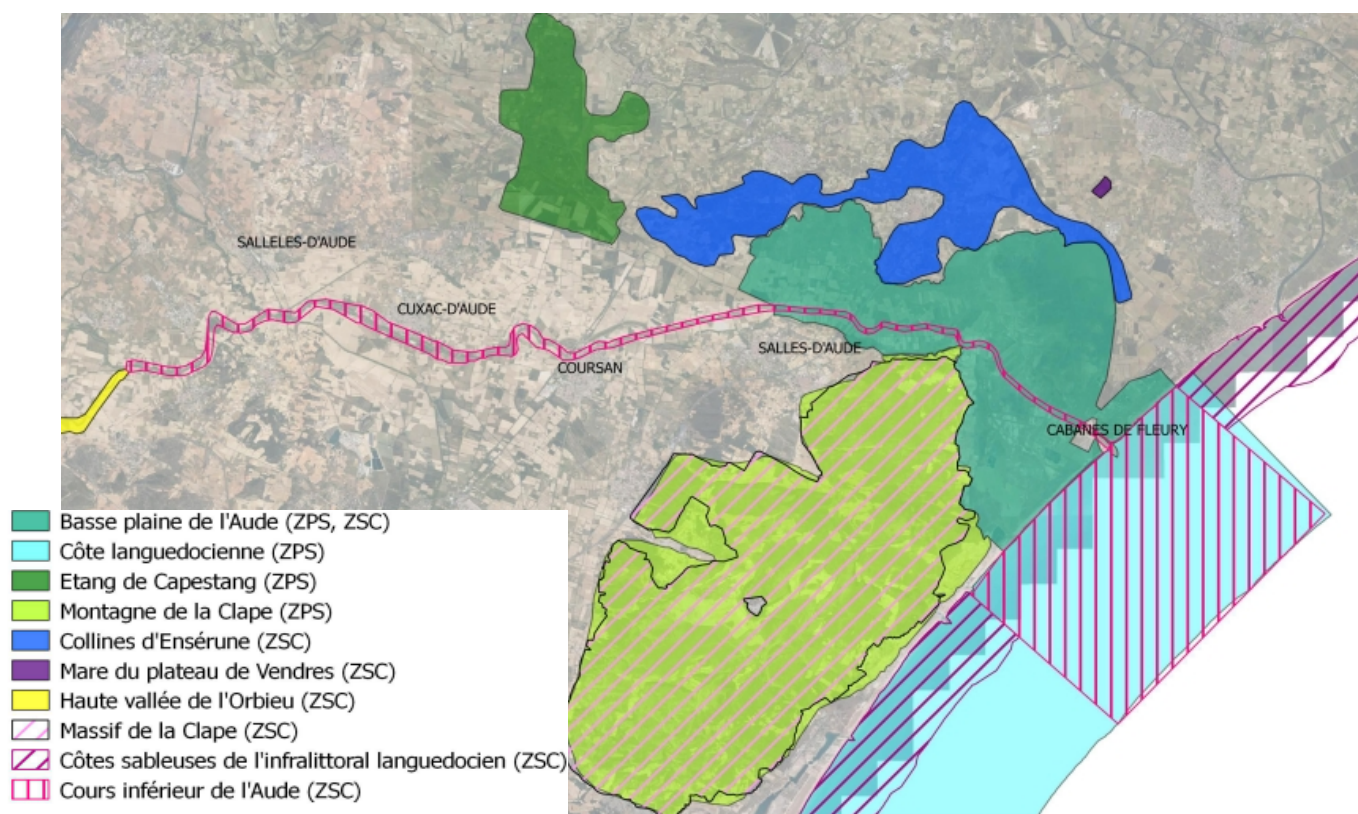 SALLELES-D'AUDE
CUXAC-D'AUDE
COURSAN
SALLES-D'AUDE
CABANES DE FLEURY
Basse plaine de l'Aude (ZPS, ZSC)
Côte languedocienne (ZPS)
Etang de Capestang (ZPS)
Montagne de la Clape (ZPS)
Collines d'Ensérune (ZSC)
Mare du plateau de Vendres (ZSC)
Haute vallée de l'Orbieu (ZSC)
Massif de la Clape (ZSC)
Côtes sableuses de l'infralittoral languedocien (ZSC)
Cours inférieur de l'Aude (ZSC)